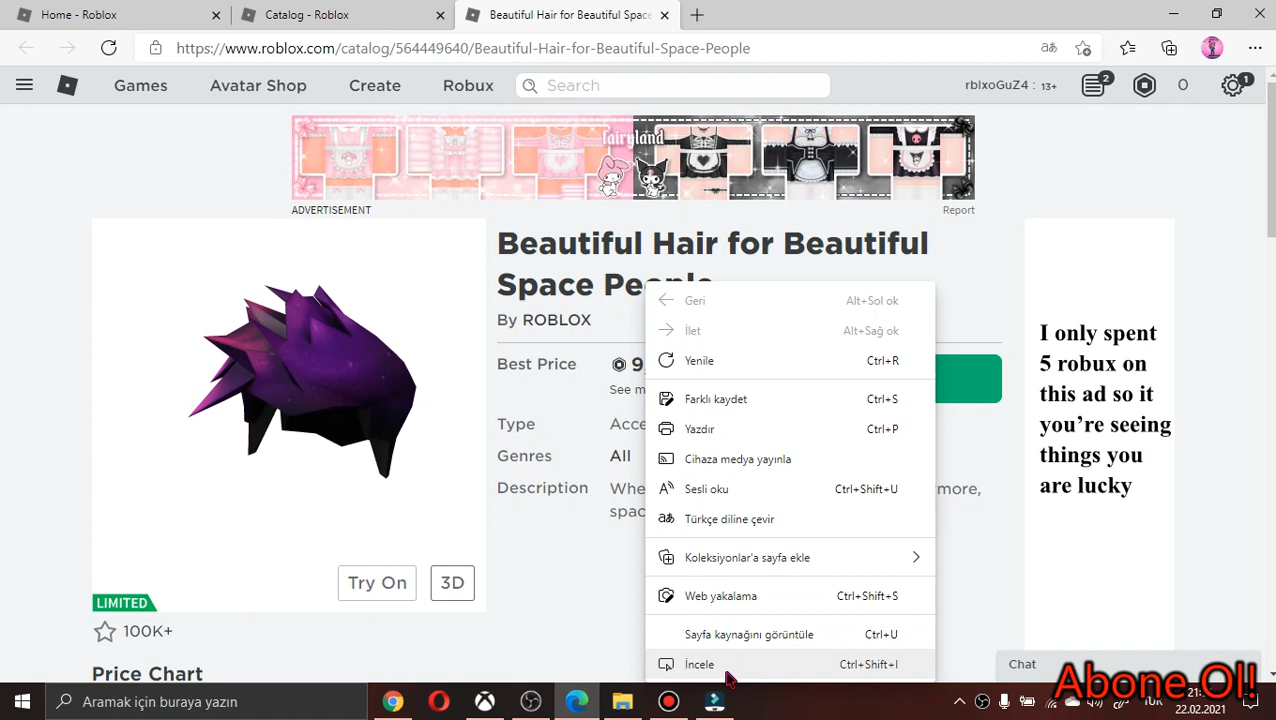 Home - Roblox
Catalog - Roblox
Beautiful Hair for Beautiful Space
https://www.roblox.com/catalog/564449640/Beautiful-Hair-for-Beautiful-Space-People
Games
Avatar Shop
Create
Robux
Search
rblxoGuZ4 : 13+
2
0
1
fairyland
ADVERTISEMENT
Report
Beautiful Hair for Beautiful
Space People
By ROBLOX
Best Price
9
See m
Type
Acce
Genres
All
Description
Whe
more,
spac
Geri Alt+Sol ok
İlet Alt+Sağ ok
Yenile Ctrl+R
Farklı kaydet Ctrl+S
Yazdır Ctrl+P
Cihaza medya yayınla
Sesli oku Ctrl+Shift+U
Türkçe diline çevir
Koleksiyonlar'a sayfa ekle
Web yakalama Ctrl+Shift+S
Sayfa kaynağını görüntüle Ctrl+U
İncele Ctrl+Shift+I
I only spent
5 robux on
this ad so it
you're seeing
things you
are lucky
Try On
3D
LIMITED
100K+
Price Chart
Chat
Abone Ol!
Aramak için buraya yazın
22.02.2021